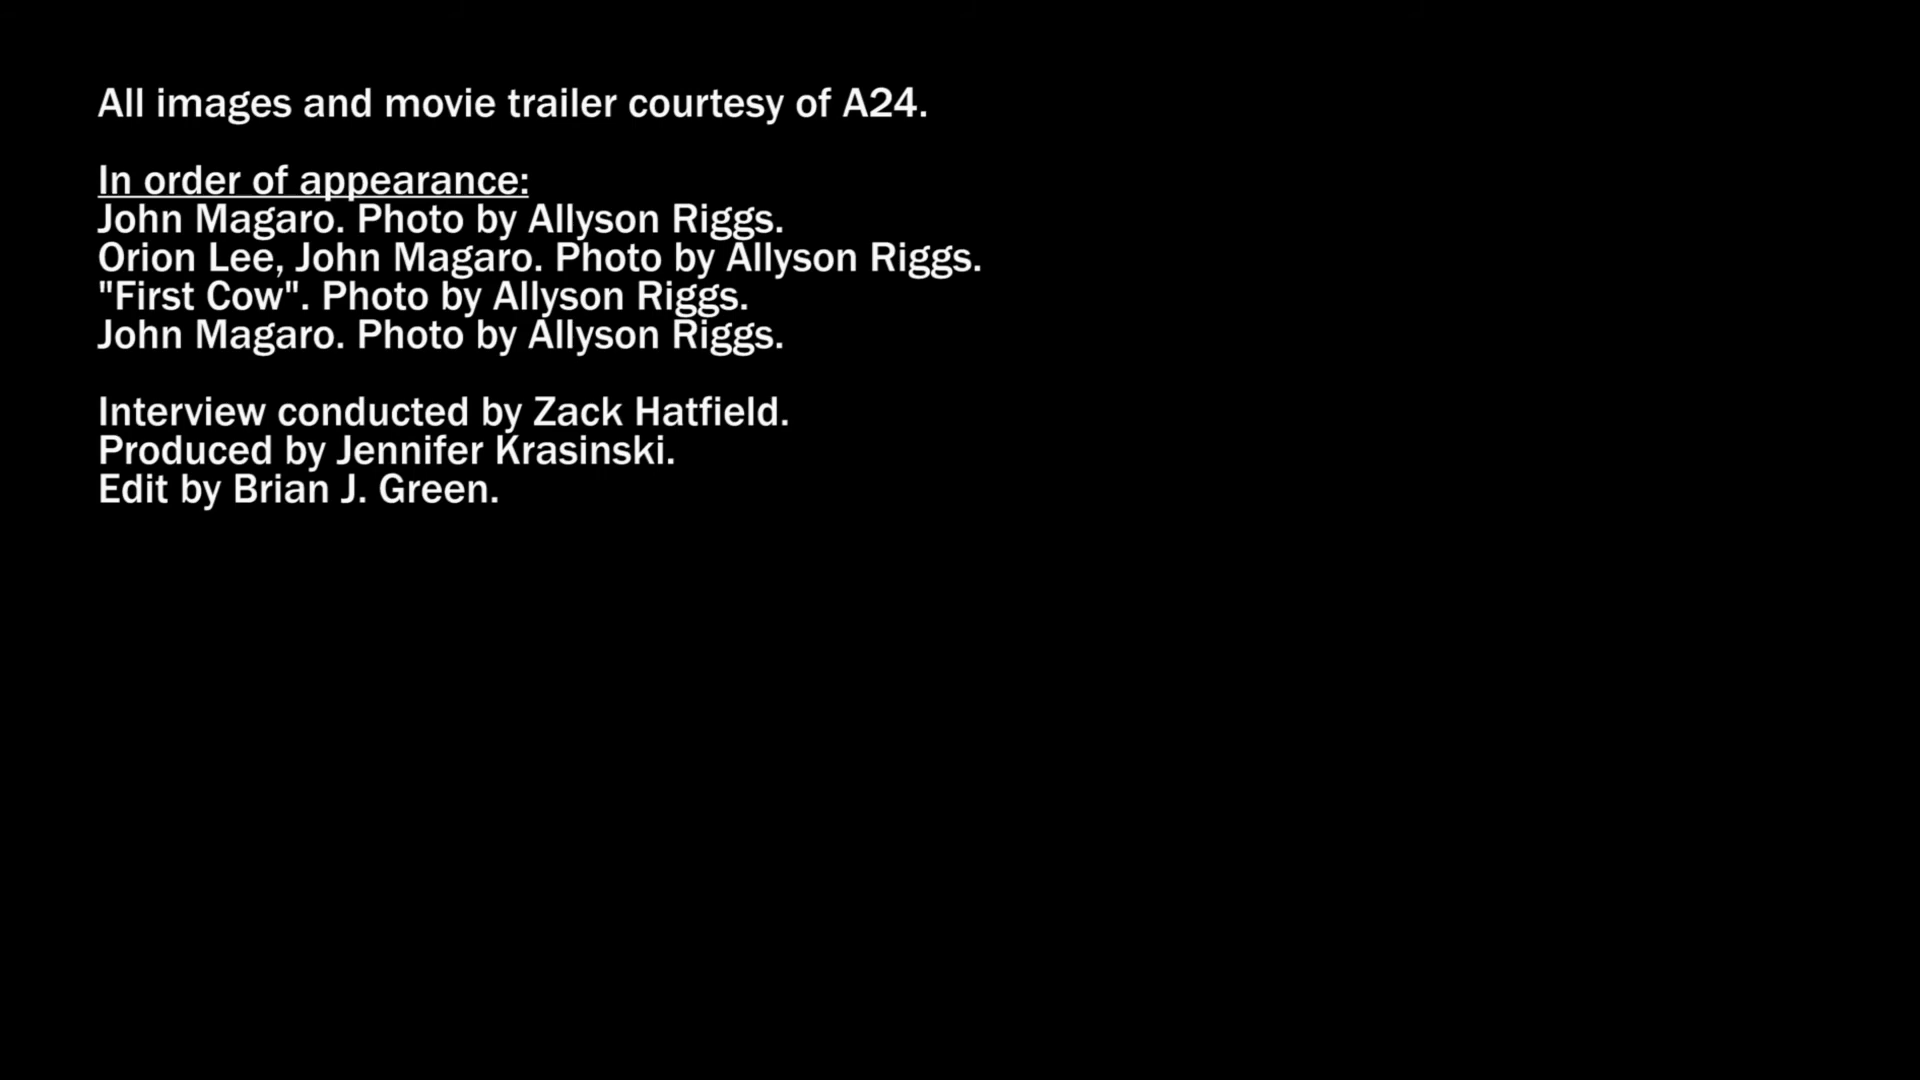 All images and movie trailer courtesy of A24.
In order of appearance:
John Magaro. Photo by Allyson Riggs.
Orion Lee, John Magaro. Photo by Allyson Riggs.
"First Cow". Photo by Allyson Riggs.
John Magaro. Photo by Allyson Riggs.
Interview conducted by Zack Hatfield.
Produced by Jennifer Krasinski.
Edit by Brian J. Green.